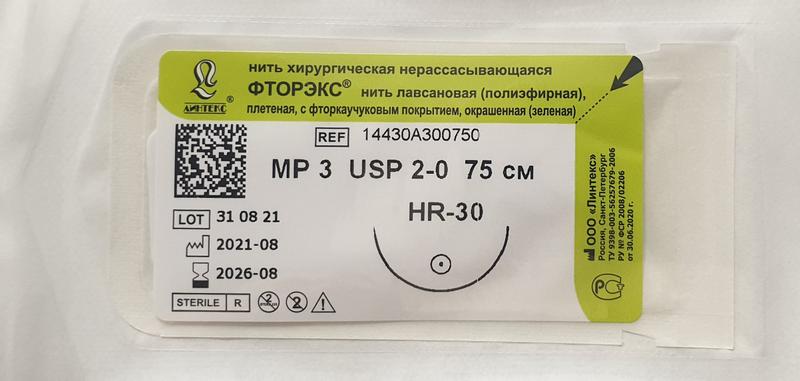 нить хирургическая нерассасывающаяся
ФТОРЭКС® нить лавсановая (полиэфирная),
плетеная, с фторкаучуковым покрытием, окрашенная (зеленая)
ЛИНТЕКС®
REF 14430A300750
MP 3 USP 2-0 75 см
HR-30
LOT 31 08 21
2021-08
2026-08
STERILE R
2
ООО «Линтекс»
Россия, Санкт-Петербург
ТУ 9398-003-56257679-2006
РУ № ФСР 2008/02206
от 30.06.2020 г.